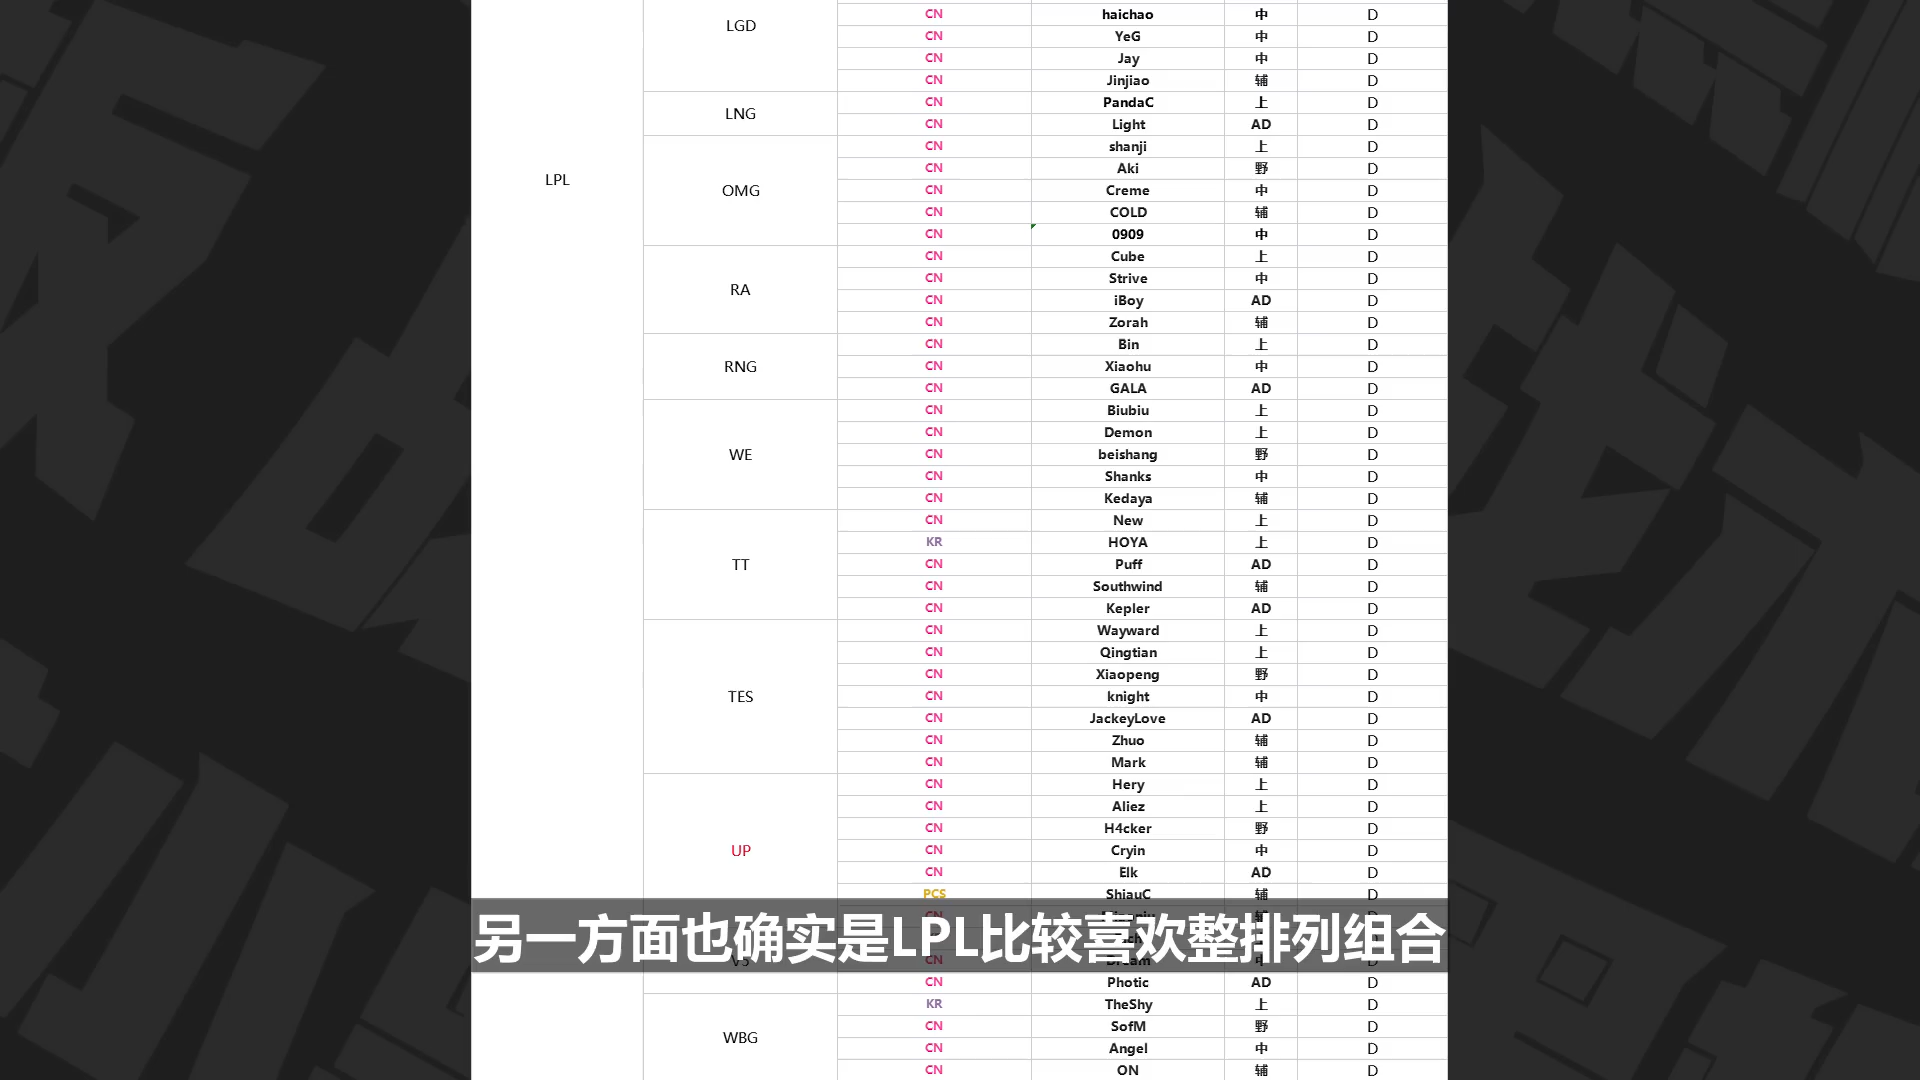 LPL
LGD
CN haichao 中 D
CN YeG 中 D
CN Jay 中 D
CN Jinjiao 辅 D
LNG
CN PandaC 上 D
CN Light AD D
OMG
CN shanji 上 D
CN Aki 野 D
CN Creme 中 D
CN COLD 辅 D
CN 0909 中 D
RA
CN Cube 上 D
CN Strive 中 D
CN iBoy AD D
CN Zorah 辅 D
RNG
CN Bin 上 D
CN Xiaohu 中 D
CN GALA AD D
WE
CN Biubiu 上 D
CN Demon 上 D
CN beishang 野 D
CN Shanks 中 D
CN Kedaya 辅 D
TT
CN New 上 D
KR HOYA 上 D
CN Puff AD D
CN Southwind 辅 D
CN Kepler AD D
TES
CN Wayward 上 D
CN Qingtian 上 D
CN Xiaopeng 野 D
CN knight 中 D
CN JackeyLove AD D
CN Zhuo 辅 D
CN Mark 辅 D
UP
CN Hery 上 D
CN Aliez 上 D
CN H4cker 野 D
CN Cryin 中 D
CN Elk AD D
PCS ShiauC 辅 D
另一方面也确实是LPL比较喜欢整排列组合
CN Photic AD D
WBG
KR TheShy 上 D
CN SofM 野 D
CN Angel 中 D
CN ON 辅 D